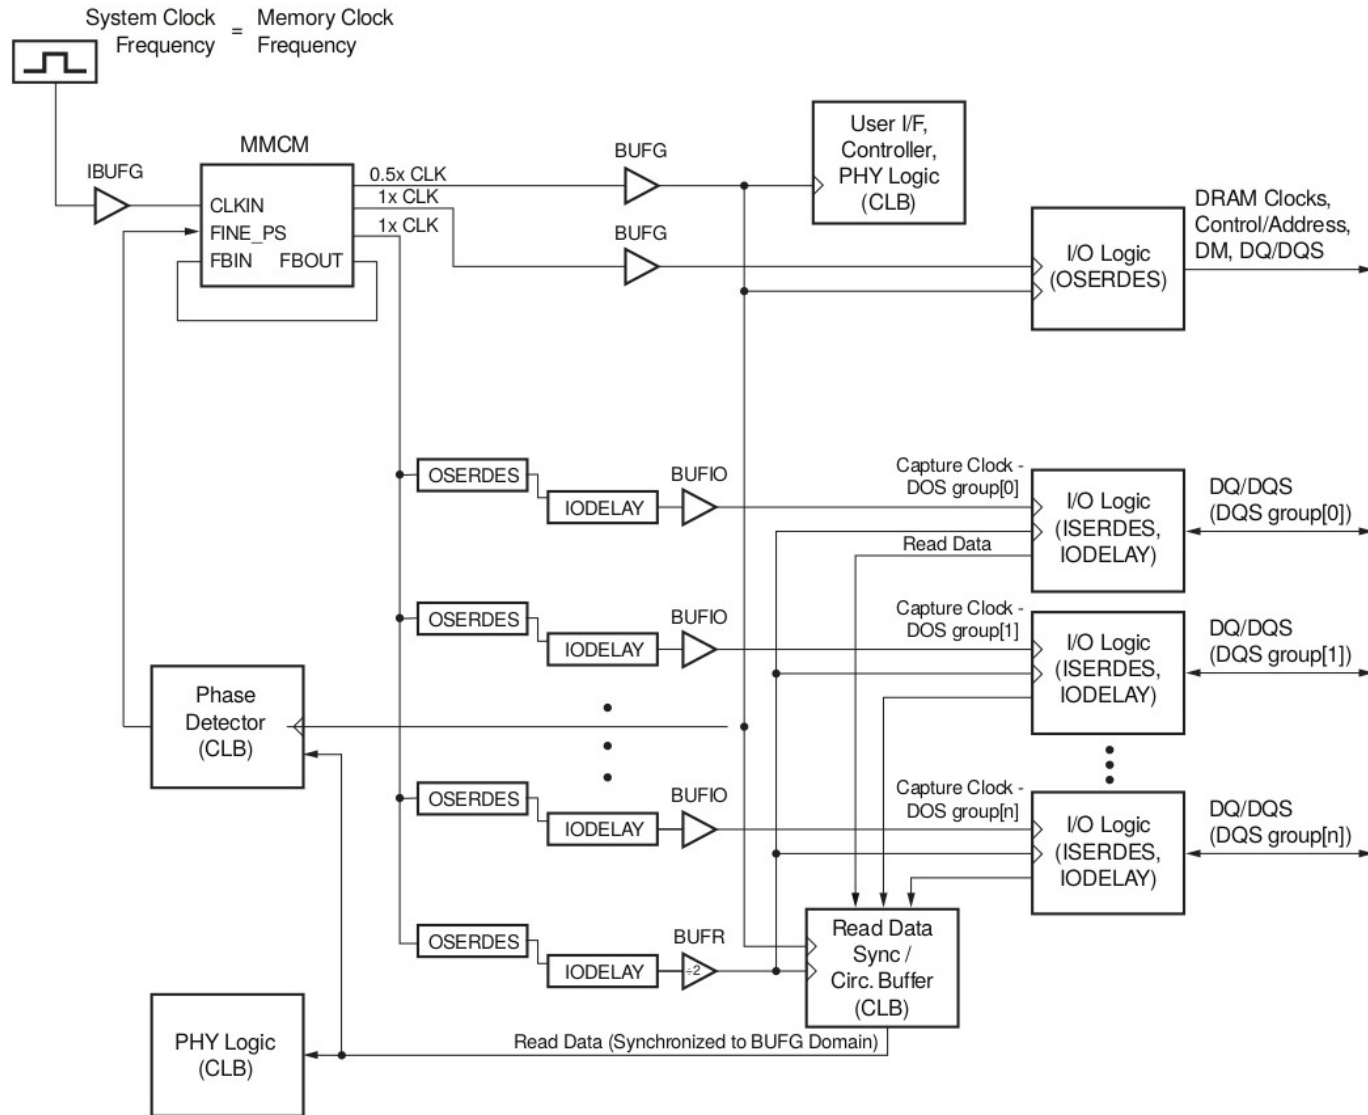 System Clock
Frequency
=
Memory Clock
Frequency
MMCM
IBUFG
CLKIN
FINE_PS
FBIN FBOUT
0.5x CLK
1x CLK
1x CLK
BUFG
BUFG
User I/F,
Controller,
PHY Logic
(CLB)
I/O Logic
(OSERDES)
DRAM Clocks,
Control/Address,
DM, DQ/DQS
OSERDES
IODELAY
BUFIO
Capture Clock -
DOS group[0]
I/O Logic
(ISERDES,
IODELAY)
DQ/DQS
(DQS group[0])
Read Data
OSERDES
IODELAY
BUFIO
Capture Clock -
DOS group[1]
I/O Logic
(ISERDES,
IODELAY)
DQ/DQS
(DQS group[1])
Phase
Detector
(CLB)
OSERDES
IODELAY
BUFIO
Capture Clock -
DOS group[n]
I/O Logic
(ISERDES,
IODELAY)
DQ/DQS
(DQS group[n])
OSERDES
IODELAY
BUFR
÷2
Read Data
Sync /
Circ. Buffer
(CLB)
PHY Logic
(CLB)
Read Data (Synchronized to BUFG Domain)